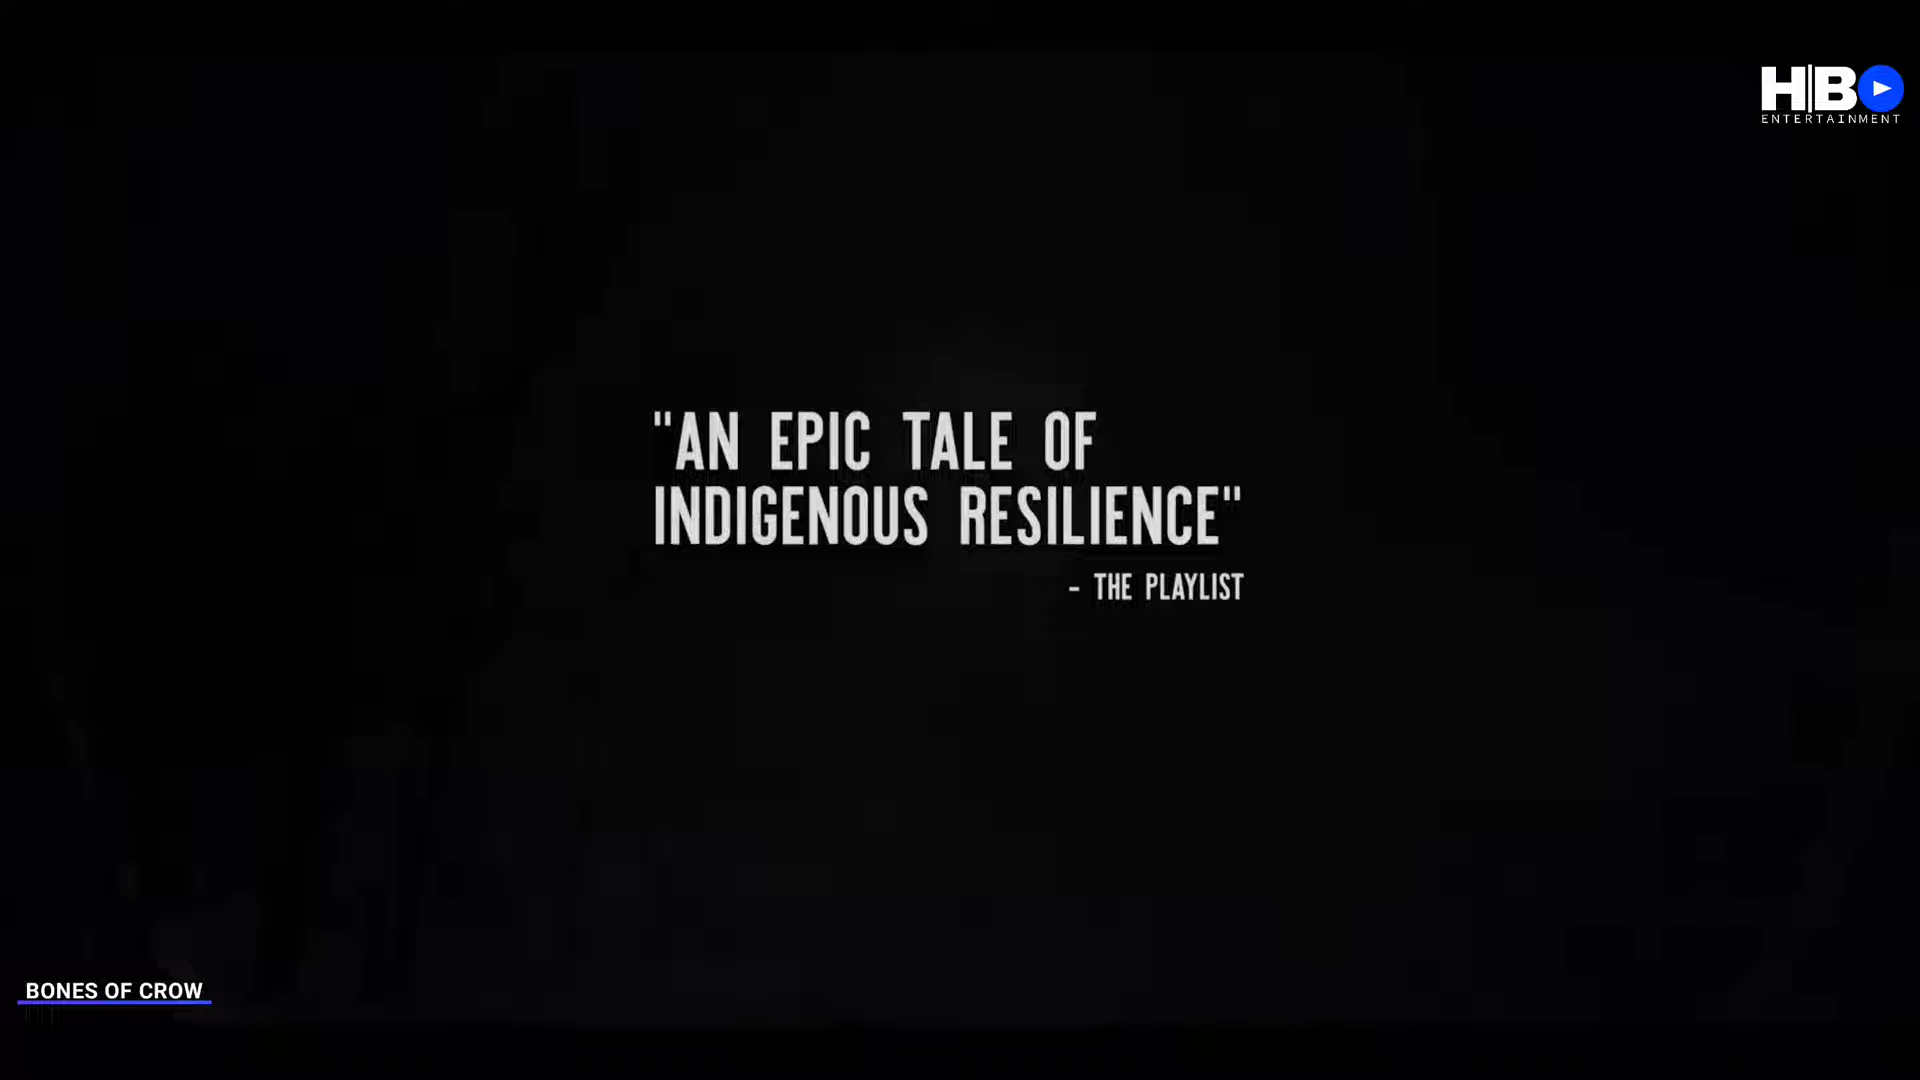 HBO
ENTERTAINMENT
"AN EPIC TALE OF
INDIGENOUS RESILIENCE"
- THE PLAYLIST
BONES OF CROW